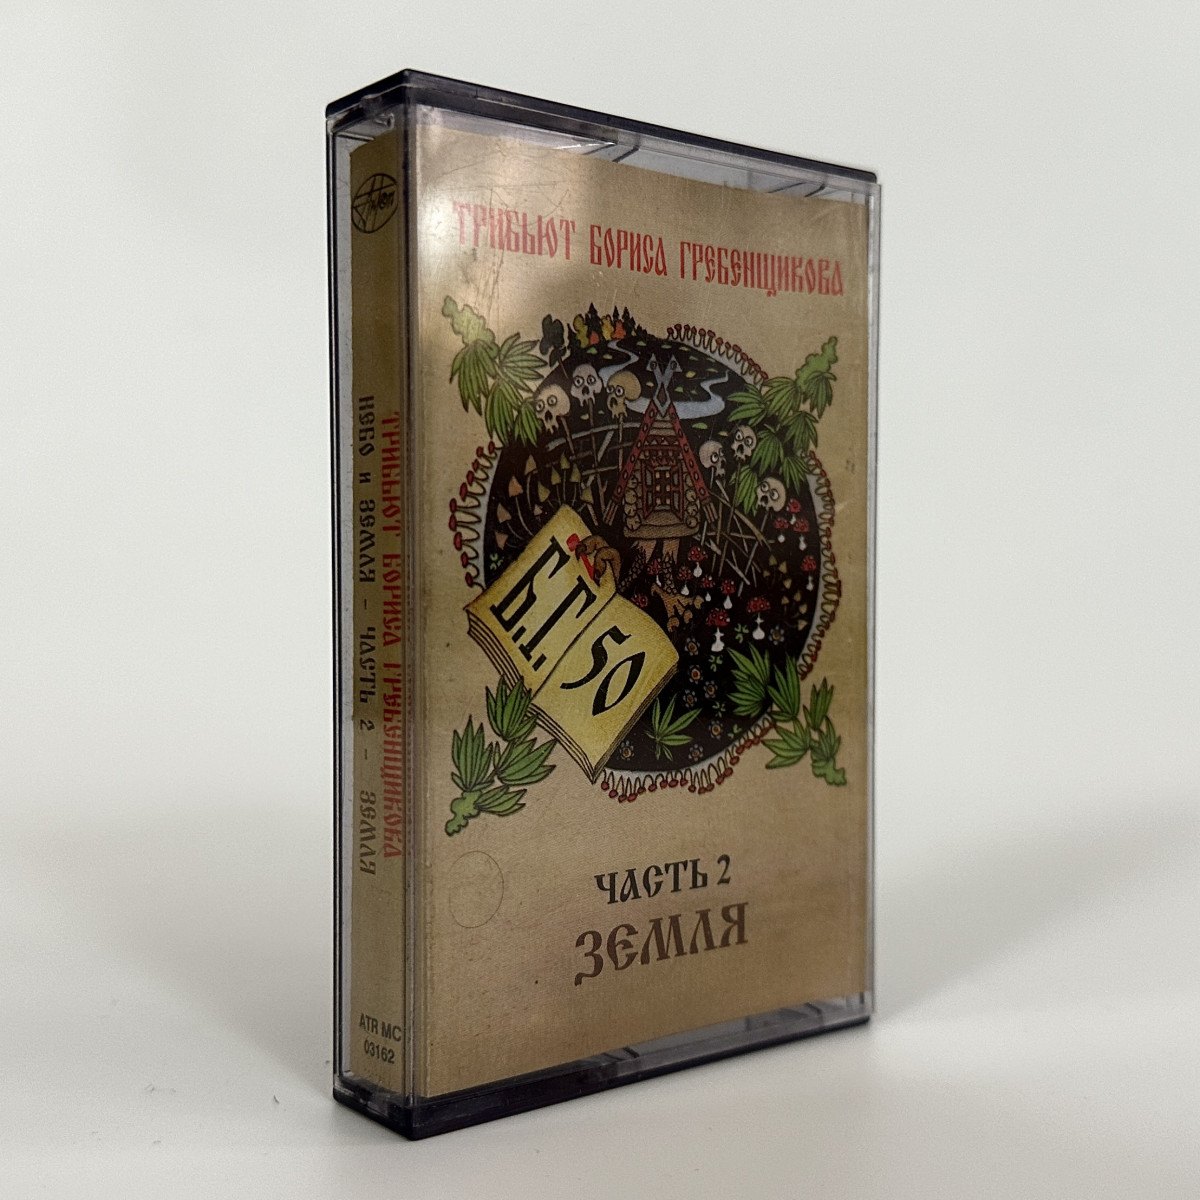 ТРИБЬЮТ БОРИСА ГРЕБЕНЩИКОВА
Б.Г. 50
ЧАСТЬ 2
ЗЕМЛЯ
ТРИБЬЮТ БОРИСА ГРЕБЕНЩИКОВА
НЕБО И ЗЕМЛЯ - ЧАСТЬ 2 - ЗЕМЛЯ
ATR MC
03162